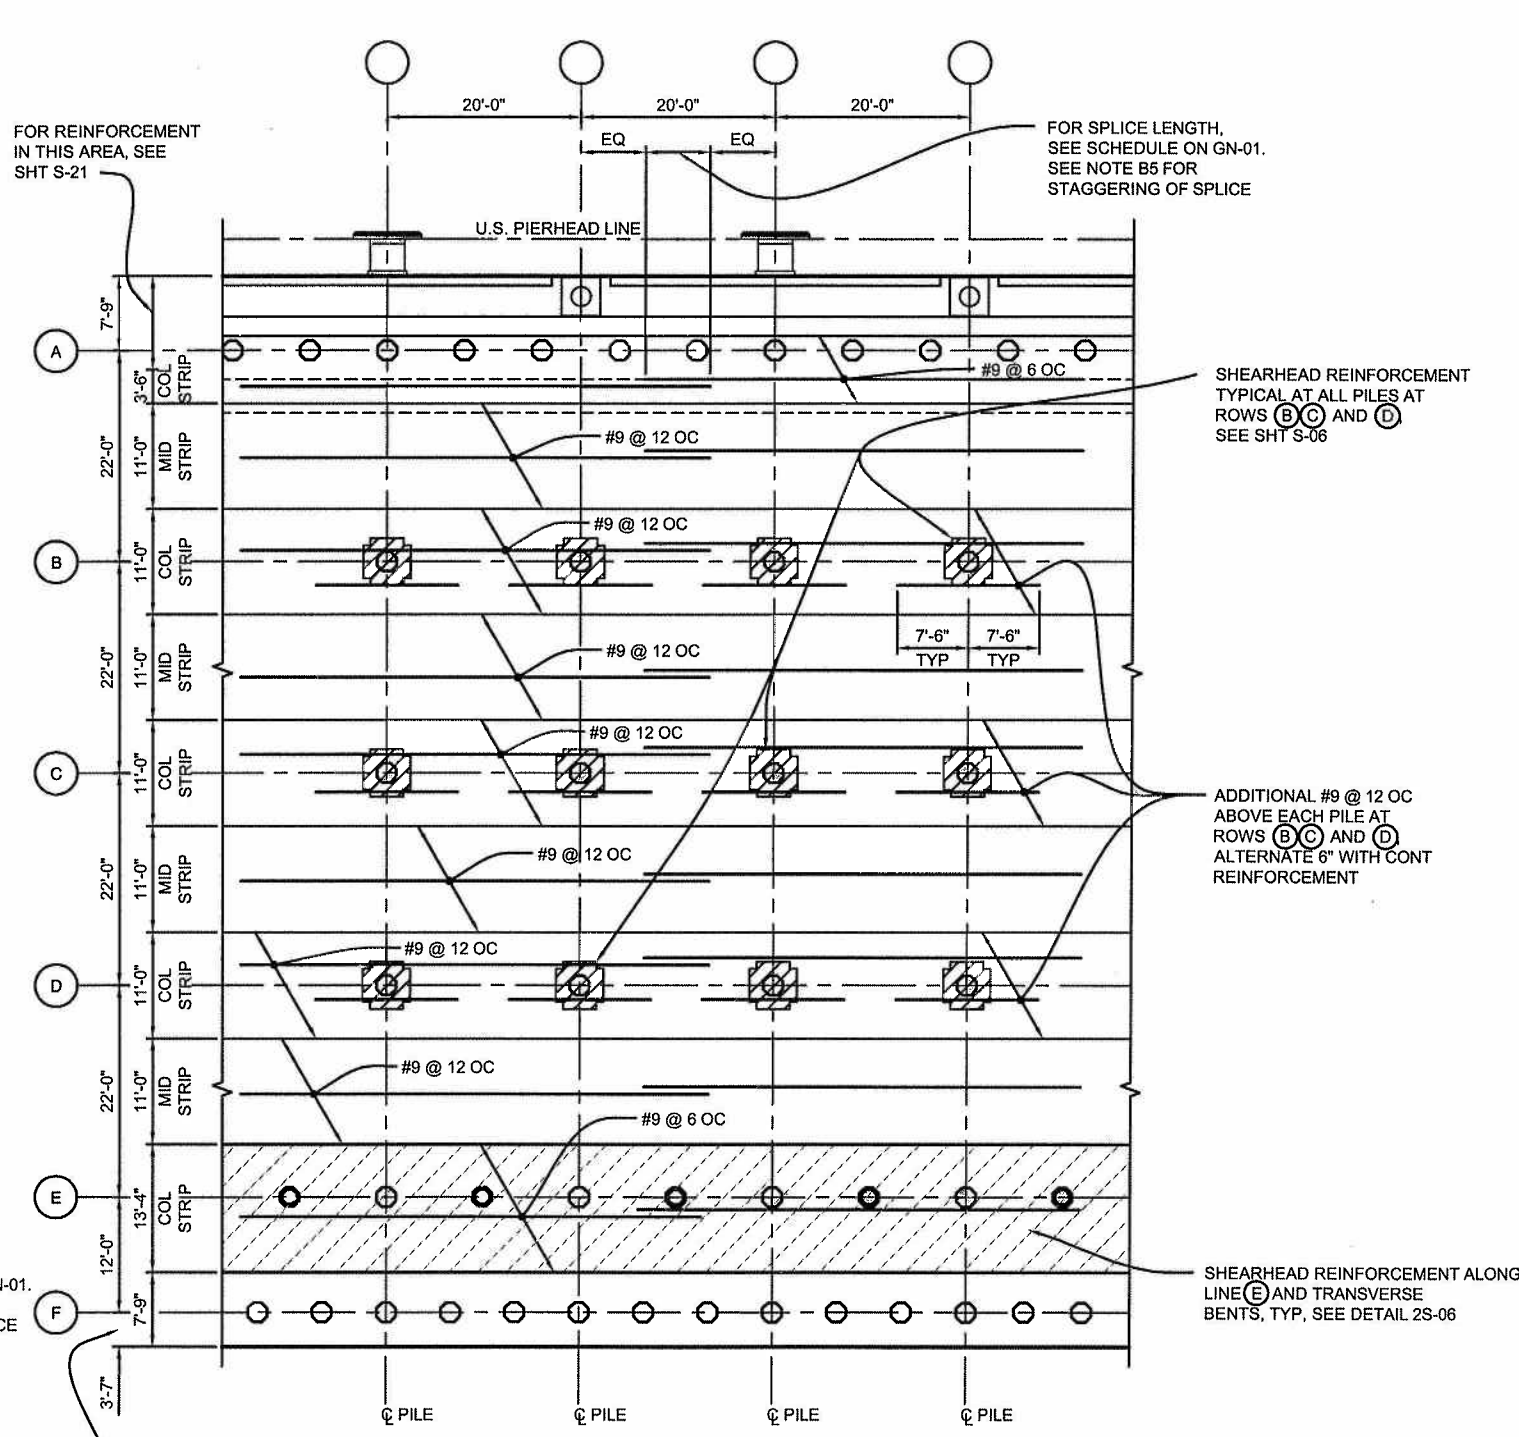 20'-0"
20'-0"
20'-0"
EQ
EQ
FOR REINFORCEMENT
IN THIS AREA, SEE
SHT S-21
FOR SPLICE LENGTH,
SEE SCHEDULE ON GN-01.
SEE NOTE B5 FOR
STAGGERING OF SPLICE
U.S. PIERHEAD LINE
7'-9"
A
3'-6"
COL
STRIP
#9 @ 6 OC
SHEARHEAD REINFORCEMENT
TYPICAL AT ALL PILES AT
ROWS B C AND D,
SEE SHT S-06
22'-0"
11'-0"
MID
STRIP
#9 @ 12 OC
B
11'-0"
COL
STRIP
#9 @ 12 OC
7'-6"
TYP
7'-6"
TYP
22'-0"
11'-0"
MID
STRIP
#9 @ 12 OC
C
11'-0"
COL
STRIP
#9 @ 12 OC
ADDITIONAL #9 @ 12 OC
ABOVE EACH PILE AT
ROWS B C AND D,
ALTERNATE 6" WITH CONT
REINFORCEMENT
22'-0"
11'-0"
MID
STRIP
#9 @ 12 OC
D
11'-0"
COL
STRIP
#9 @ 12 OC
22'-0"
11'-0"
MID
STRIP
#9 @ 12 OC
#9 @ 6 OC
E
13'-4"
COL
STRIP
12'-0"
SHEARHEAD REINFORCEMENT ALONG
LINE E AND TRANSVERSE
BENTS, TYP, SEE DETAIL 2S-06
N-01.
CE
F
7'-9"
3'-7"
℄ PILE
℄ PILE
℄ PILE
℄ PILE